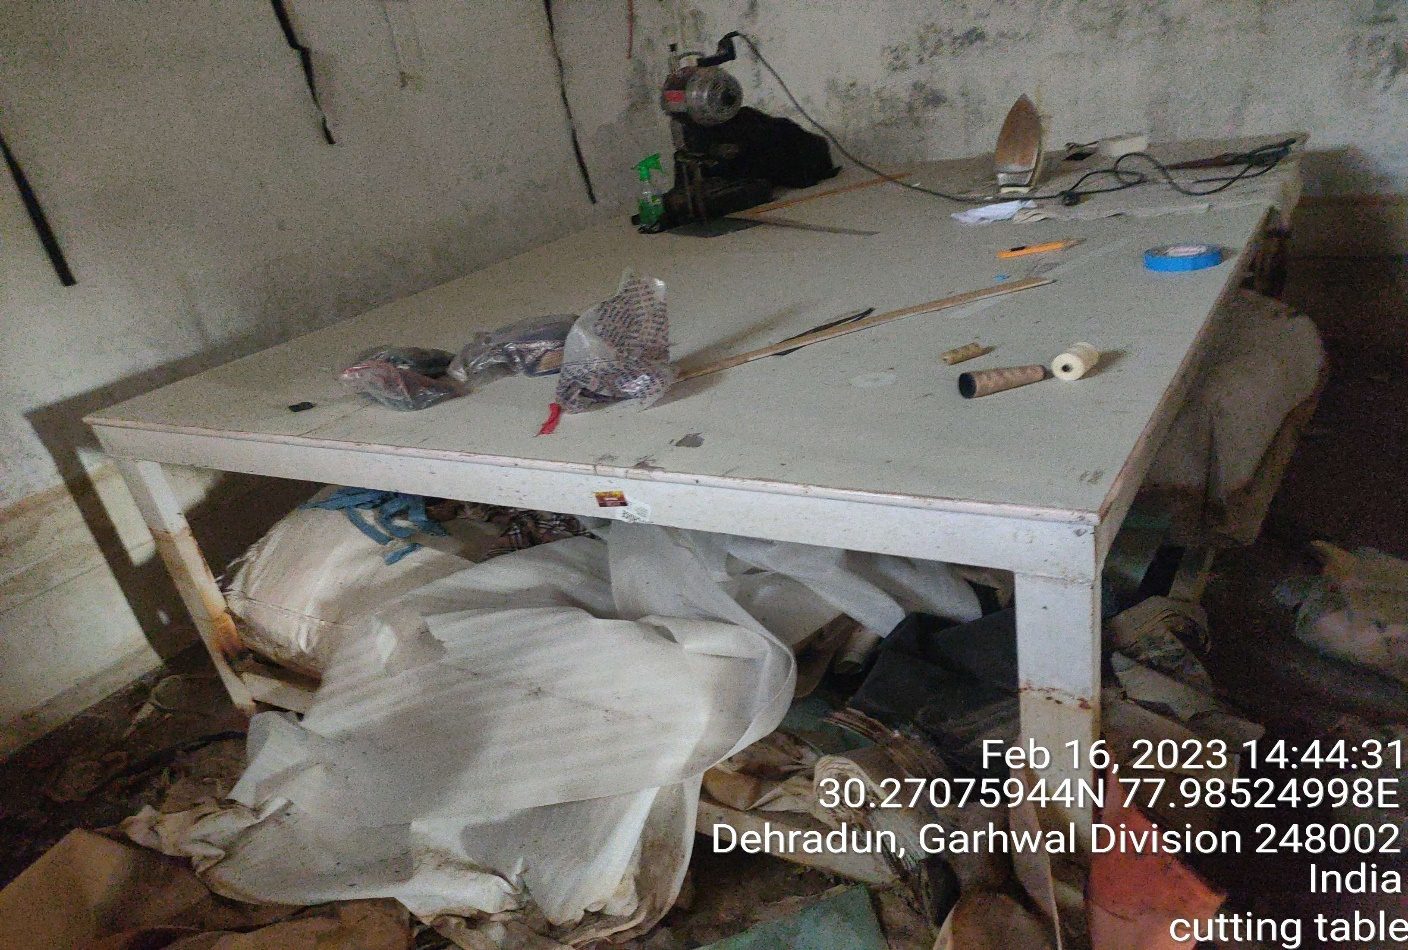 Feb 16, 2023 14:44:31
30.27075944N 77.98524998E
Dehradun, Garhwal Division 248002
India
cutting table